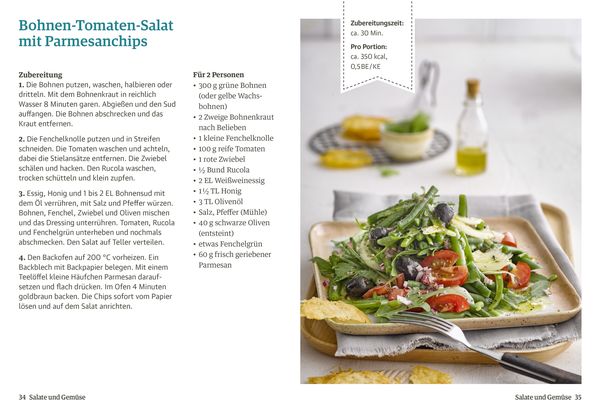 Bohnen-Tomaten-Salat
mit Parmesanchips
Zubereitung
1. Die Bohnen putzen, waschen, halbieren oder
dritteln. Mit dem Bohnenkraut in reichlich
Wasser 8 Minuten garen. Abgießen und den Sud
auffangen. Die Bohnen abschrecken und das
Kraut entfernen.
2. Die Fenchelknolle putzen und in Streifen
schneiden. Die Tomaten waschen und achteln,
dabei die Stielansätze entfernen. Die Zwiebel
schälen und hacken. Den Rucola waschen,
trocken schütteln und klein zupfen.
3. Essig, Honig und 1 bis 2 EL Bohnensud mit
dem Öl verrühren, mit Salz und Pfeffer würzen.
Bohnen, Fenchel, Zwiebel und Oliven mischen
und das Dressing unterrühren. Tomaten, Rucola
und Fenchelgrün unterheben und nochmals
abschmecken. Den Salat auf Teller verteilen.
4. Den Backofen auf 200 °C vorheizen. Ein
Backblech mit Backpapier belegen. Mit einem
Teelöffel kleine Häufchen Parmesan darauf-
setzen und flach drücken. Im Ofen 4 Minuten
goldbraun backen. Die Chips sofort vom Papier
lösen und auf dem Salat anrichten.
Für 2 Personen
• 300 g grüne Bohnen
(oder gelbe Wachs-
bohnen)
• 2 Zweige Bohnenkraut
nach Belieben
• 1 kleine Fenchelknolle
• 100 g reife Tomaten
• 1 rote Zwiebel
• ½ Bund Rucola
• 2 EL Weißweinessig
• 1½ TL Honig
• 3 TL Olivenöl
• Salz, Pfeffer (Mühle)
• 40 g schwarze Oliven
(entsteint)
• etwas Fenchelgrün
• 60 g frisch geriebener
Parmesan
Zubereitungszeit:
ca. 30 Min.
Pro Portion:
ca. 350 kcal,
0,5 BE/KE
34 Salate und Gemüse
Salate und Gemüse 35